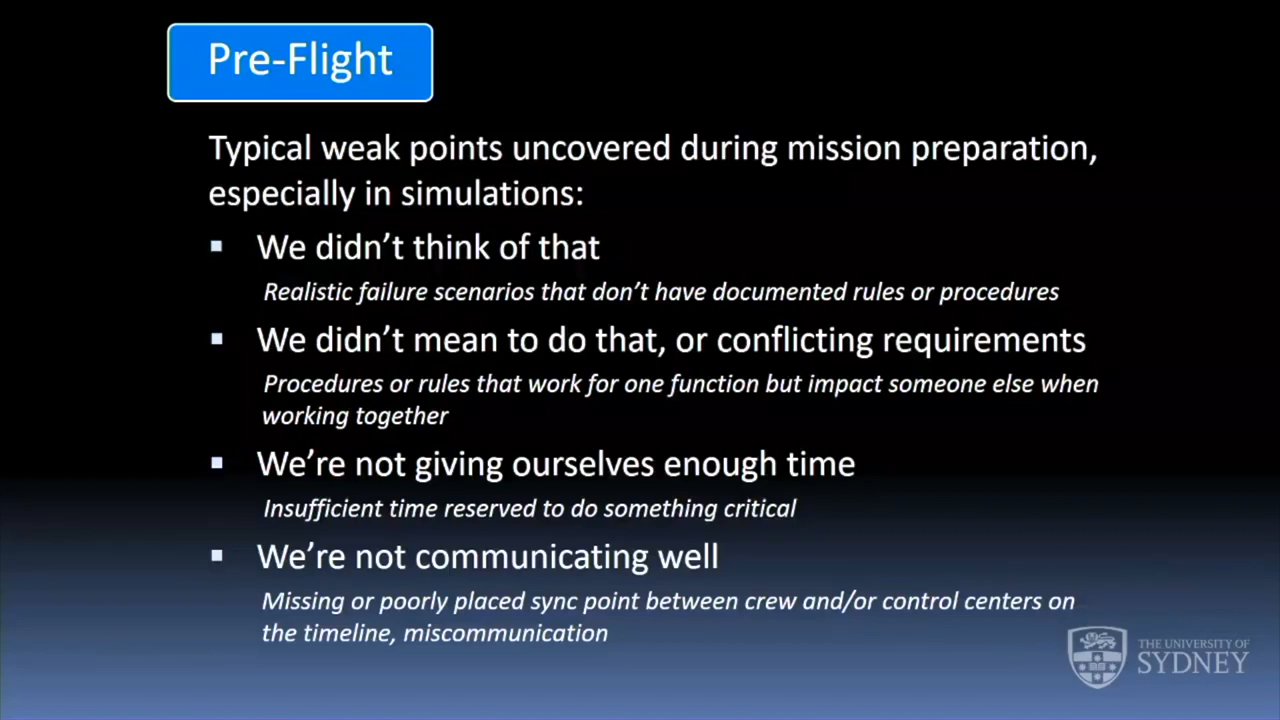 Pre-Flight
Typical weak points uncovered during mission preparation,
especially in simulations:
▪ We didn’t think of that
Realistic failure scenarios that don’t have documented rules or procedures
▪ We didn’t mean to do that, or conflicting requirements
Procedures or rules that work for one function but impact someone else when
working together
▪ We’re not giving ourselves enough time
Insufficient time reserved to do something critical
▪ We’re not communicating well
Missing or poorly placed sync point between crew and/or control centers on
the timeline, miscommunication
THE UNIVERSITY OF
SYDNEY